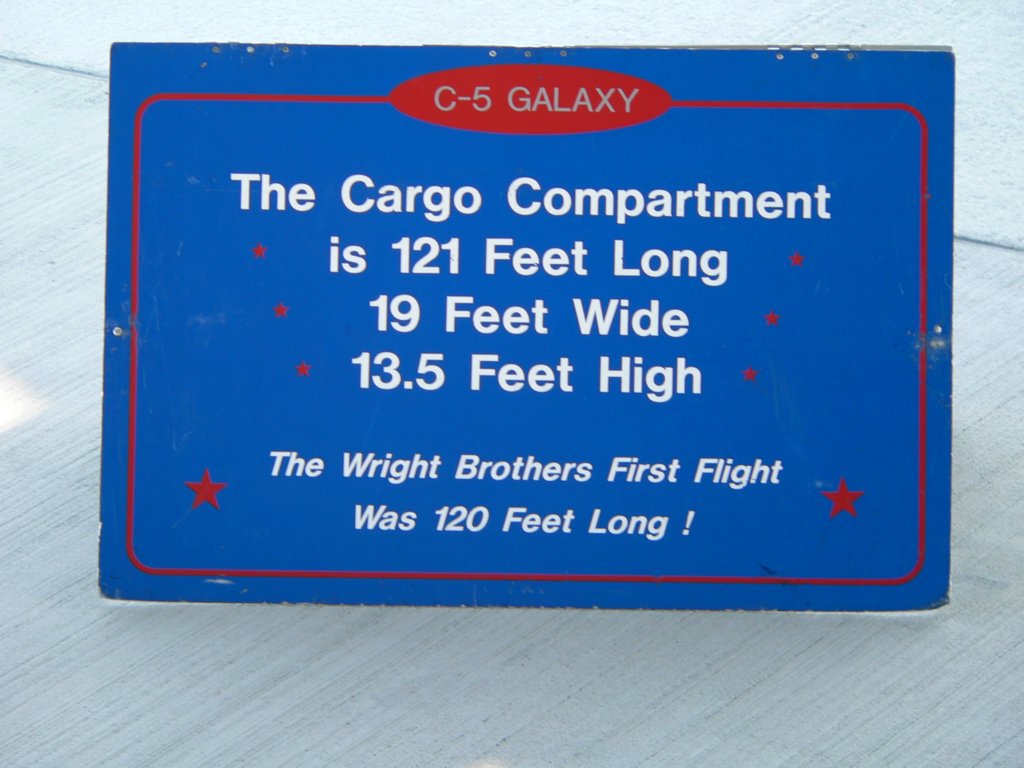 C-5 GALAXY
The Cargo Compartment
is 121 Feet Long
19 Feet Wide
13.5 Feet High
The Wright Brothers First Flight
Was 120 Feet Long !